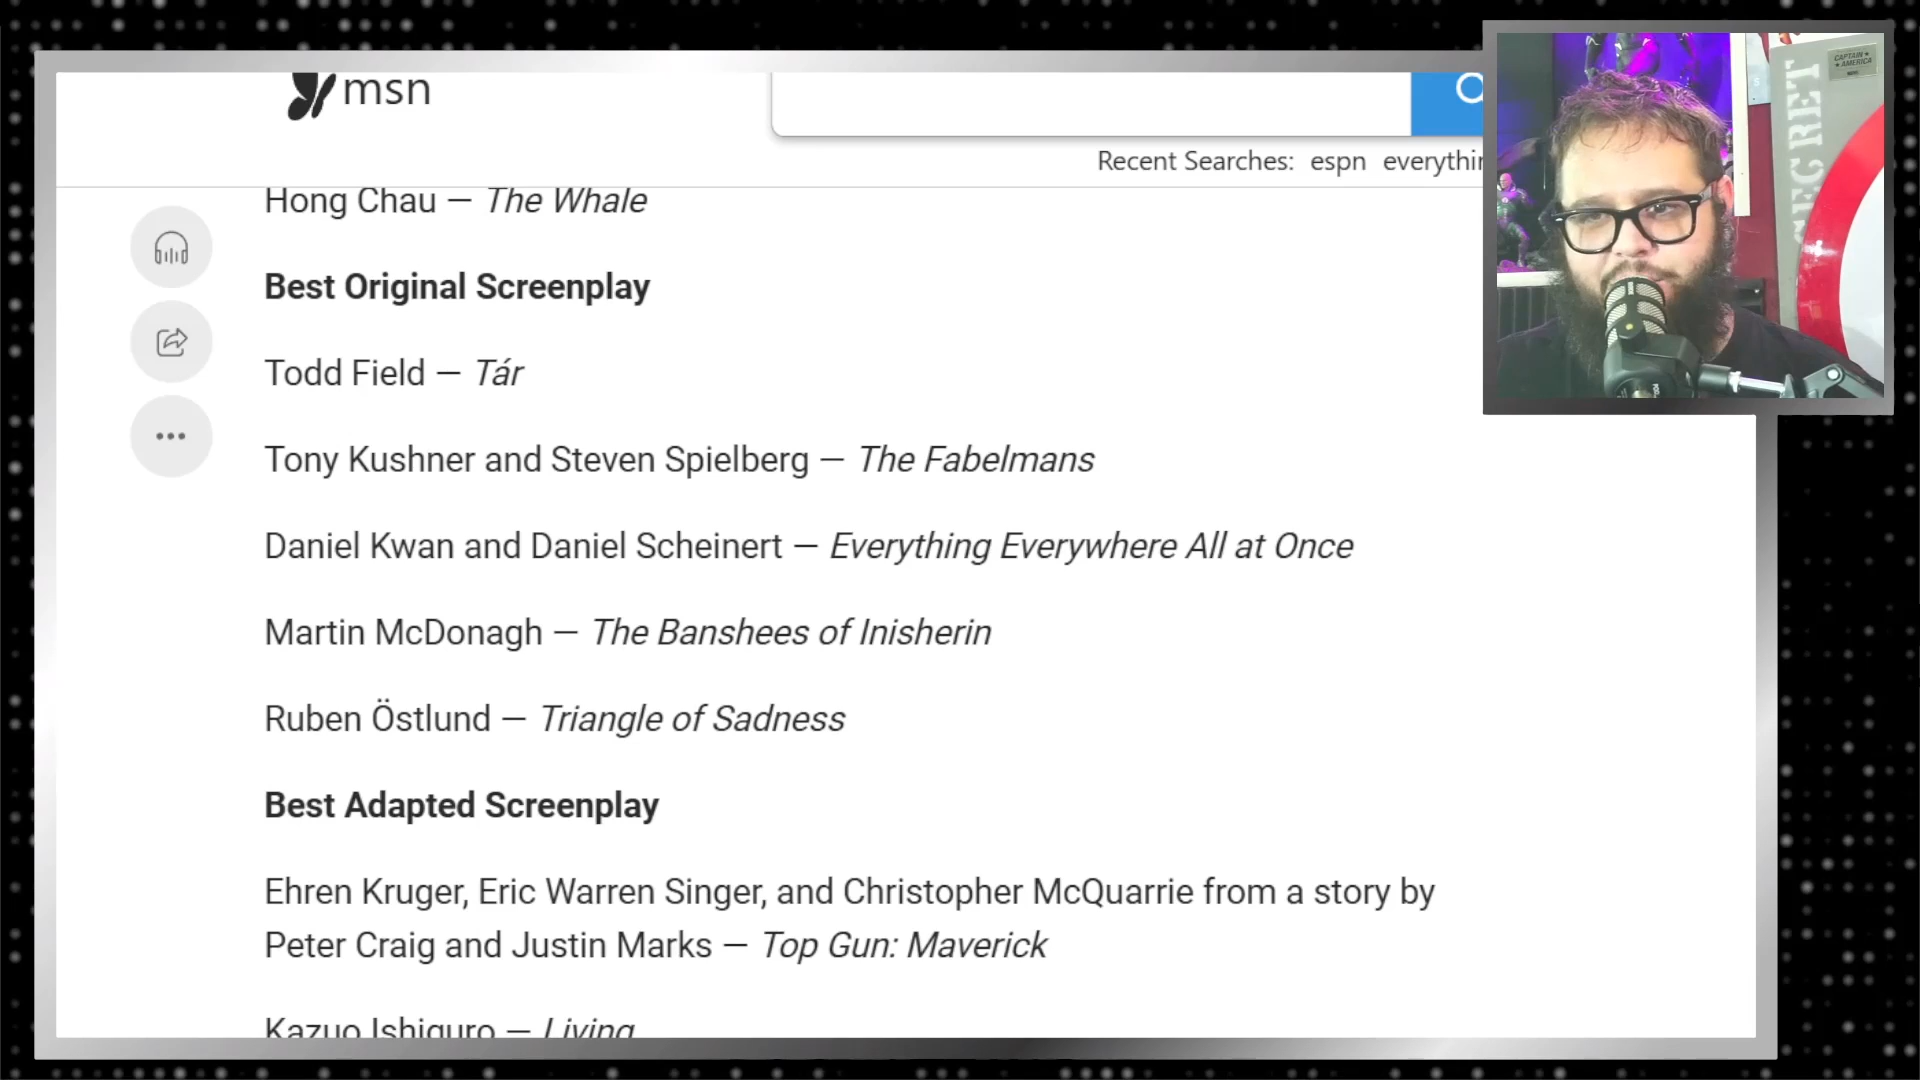 msn
Recent Searches: espn
Hong Chau — The Whale
Best Original Screenplay
Todd Field — Tár
Tony Kushner and Steven Spielberg — The Fabelmans
Daniel Kwan and Daniel Scheinert — Everything Everywhere All at Once
Martin McDonagh — The Banshees of Inisherin
Ruben Östlund — Triangle of Sadness
Best Adapted Screenplay
Ehren Kruger, Eric Warren Singer, and Christopher McQuarrie from a story by
Peter Craig and Justin Marks — Top Gun: Maverick
Kazuo Ishiguro — Living
CAPTAIN
AMERICA